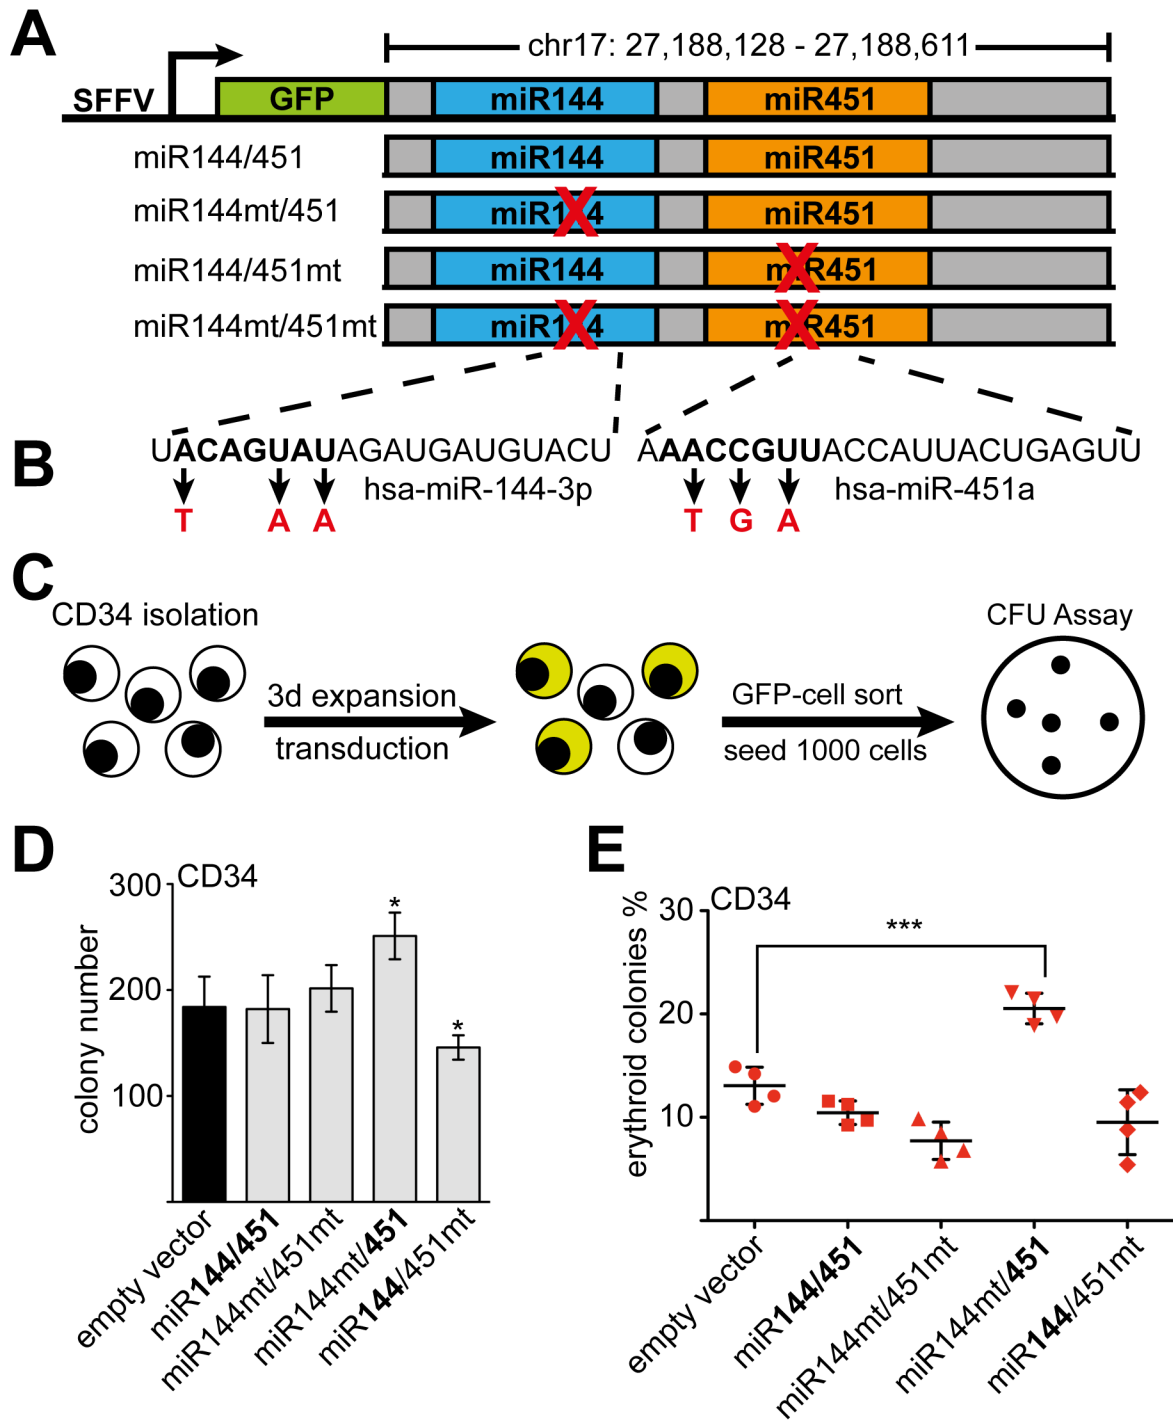 A
chr17: 27,188,128 - 27,188,611
SFFV GFP miR144 miR451
miR144/451 miR144 miR451
miR144mt/451 miR144 X miR451
miR144/451mt miR144 miR451 X
miR144mt/451mt miR144 X miR451 X
B
UACAGUAUAGAUGAUGUACU AAACCGUUACCAUUACUGAGUU
hsa-miR-144-3p hsa-miR-451a
T A A T G A
C
CD34 isolation CFU Assay
3d expansion GFP-cell sort
transduction seed 1000 cells
D
CD34
colony number
300
200
100
* *
empty vector
miR144/451
miR144mt/451mt
miR144mt/451
miR144/451mt
E
CD34
erythroid colonies %
30
20
10
***
empty vector
miR144/451
miR144mt/451mt
miR144mt/451
miR144/451mt